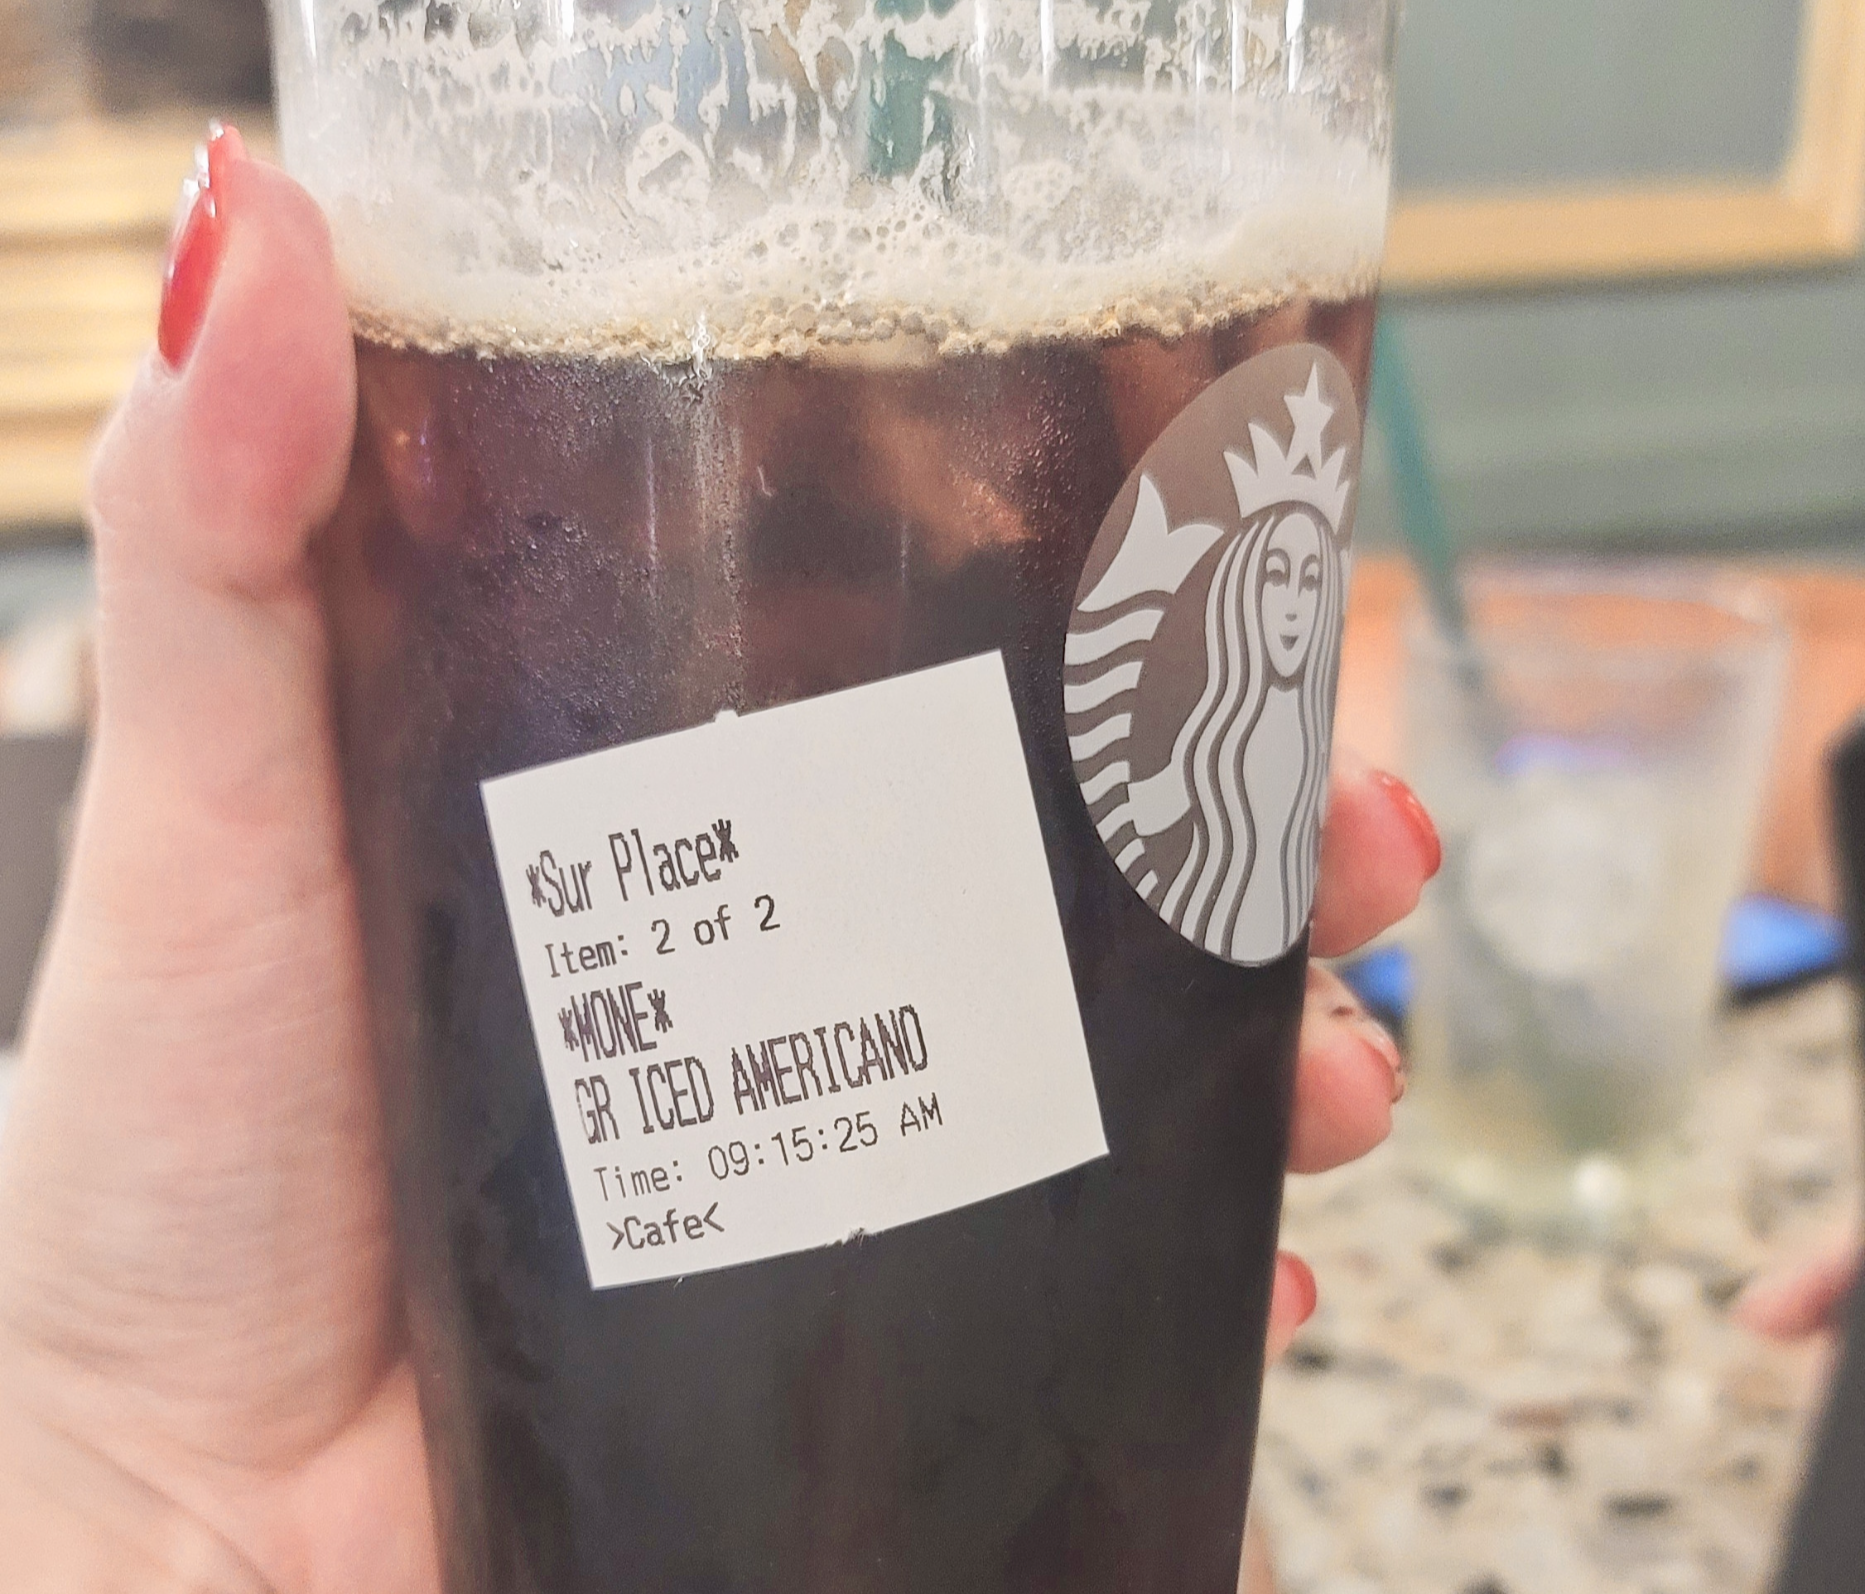 *Sur Place*
Item: 2 of 2
*MONE*
GR ICED AMERICANO
Time: 09:15:25 AM
>Cafe<